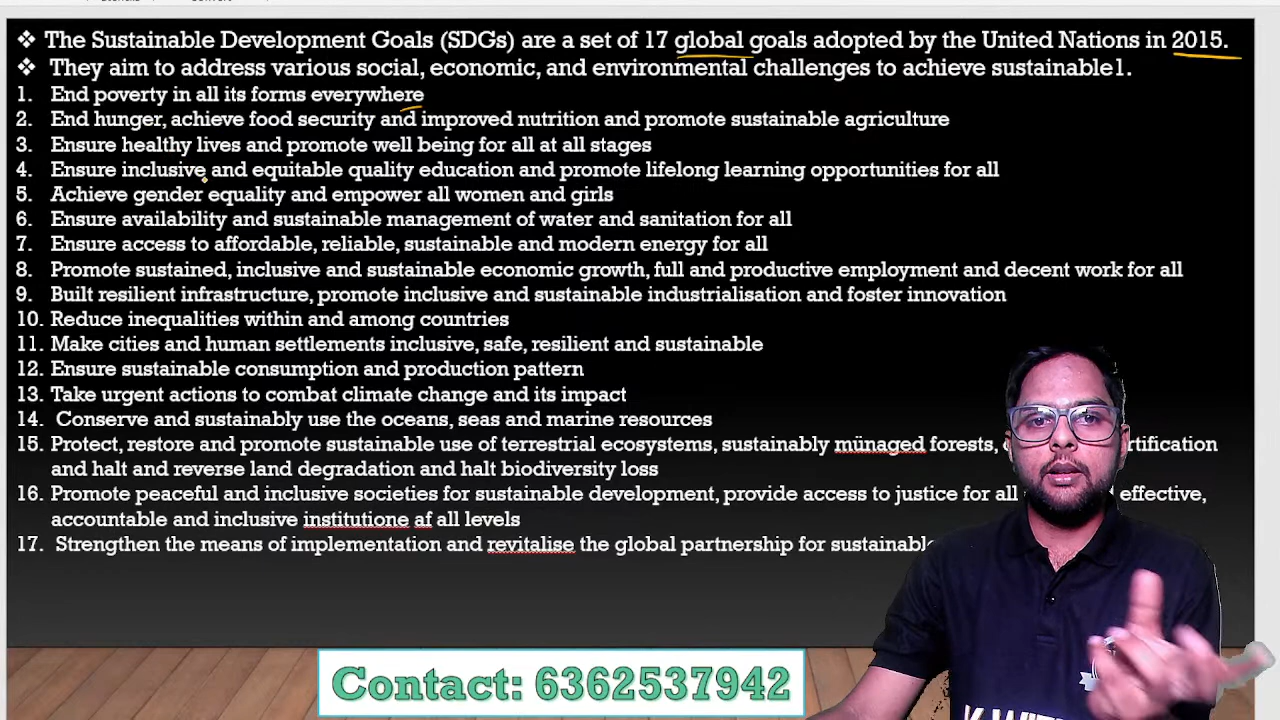 ❖ The Sustainable Development Goals (SDGs) are a set of 17 global goals adopted by the United Nations in 2015.
❖ They aim to address various social, economic, and environmental challenges to achieve sustainable1.
1. End poverty in all its forms everywhere
2. End hunger, achieve food security and improved nutrition and promote sustainable agriculture
3. Ensure healthy lives and promote well being for all at all stages
4. Ensure inclusive and equitable quality education and promote lifelong learning opportunities for all
5. Achieve gender equality and empower all women and girls
6. Ensure availability and sustainable management of water and sanitation for all
7. Ensure access to affordable, reliable, sustainable and modern energy for all
8. Promote sustained, inclusive and sustainable economic growth, full and productive employment and decent work for all
9. Built resilient infrastructure, promote inclusive and sustainable industrialisation and foster innovation
10. Reduce inequalities within and among countries
11. Make cities and human settlements inclusive, safe, resilient and sustainable
12. Ensure sustainable consumption and production pattern
13. Take urgent actions to combat climate change and its impact
14. Conserve and sustainably use the oceans, seas and marine resources
15. Protect, restore and promote sustainable use of terrestrial ecosystems, sustainably münaged forests,
and halt and reverse land degradation and halt biodiversity loss
16. Promote peaceful and inclusive societies for sustainable development, provide access to justice for all effective,
accountable and inclusive institutione af all levels
17. Strengthen the means of implementation and revitalise the global partnership for
Contact: 6362537942